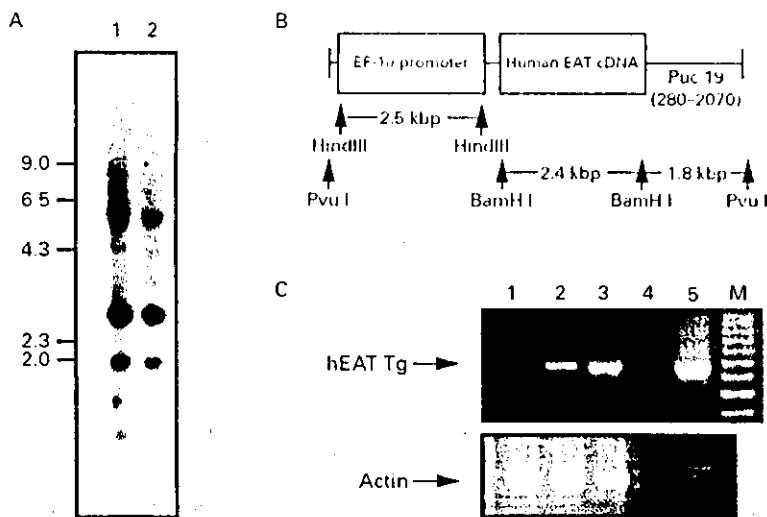 A
1 2
9.0
6.5
4.3
2.3
2.0
B
EF-1α promoter
Human EAT cDNA
Puc 19
(280–2070)
2.5 kbp
HindIII
HindIII
2.4 kbp
1.8 kbp
Pvu I
BamH I
BamH I
Pvu I
C
1 2 3 4 5 M
hEAT Tg
Actin